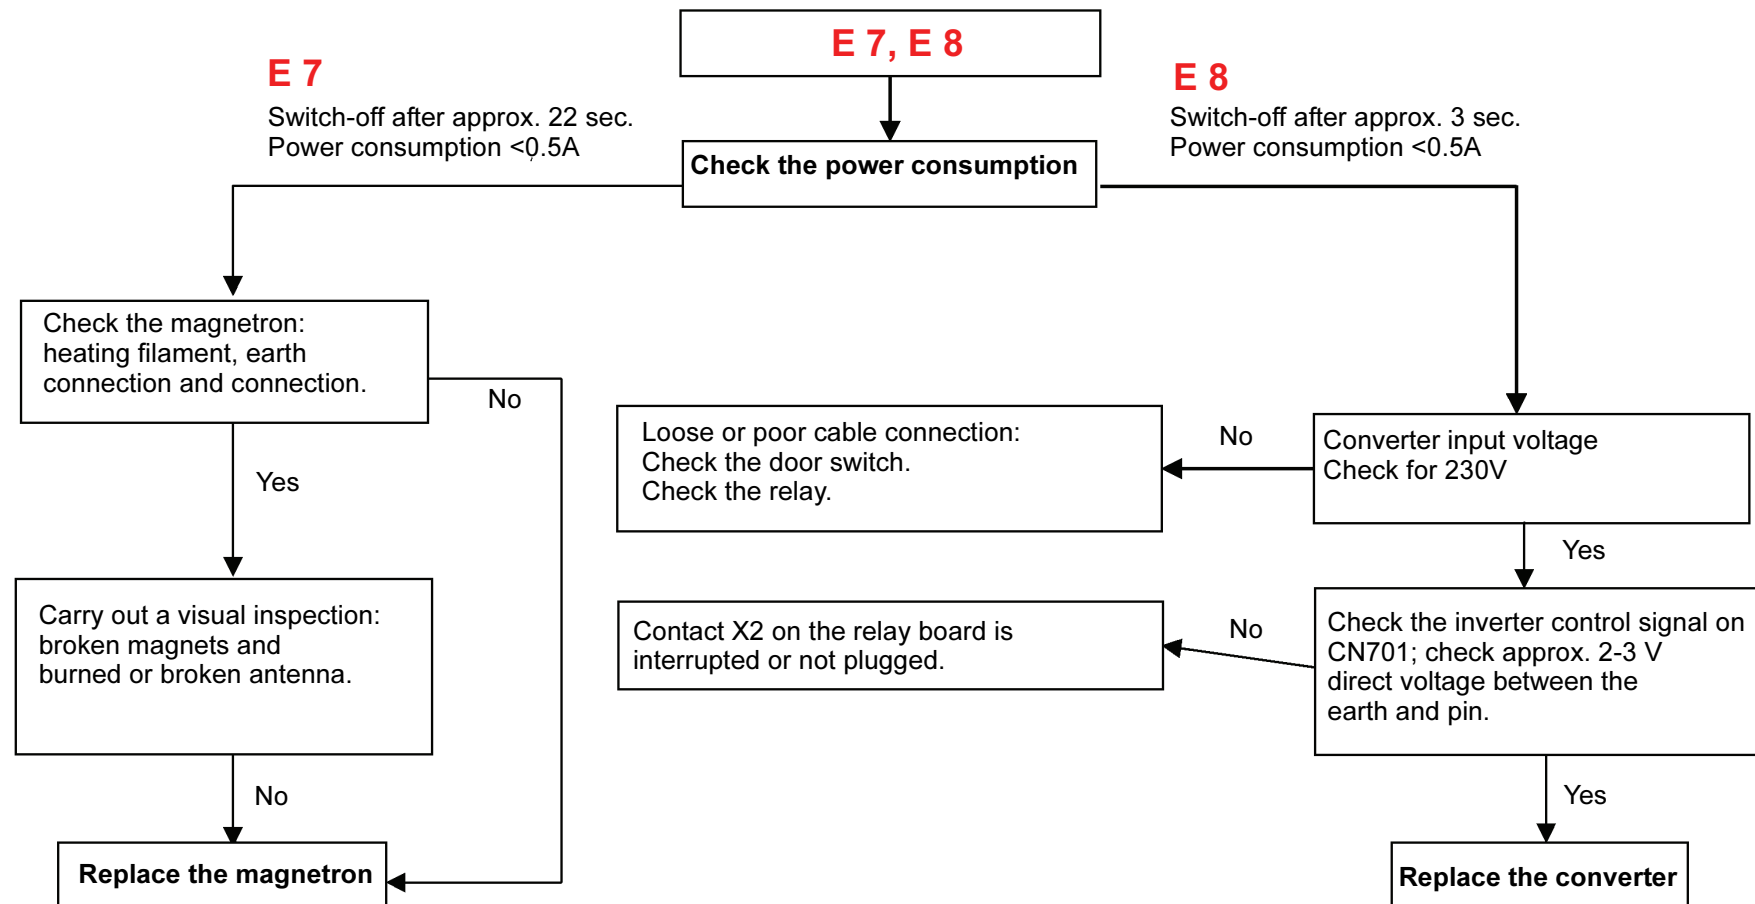 E 7, E 8
E 7
Switch-off after approx. 22 sec.
Power consumption <0.5A
E 8
Switch-off after approx. 3 sec.
Power consumption <0.5A
Check the power consumption
Check the magnetron:
heating filament, earth
connection and connection.
No
Yes
Loose or poor cable connection:
Check the door switch.
Check the relay.
No
Converter input voltage
Check for 230V
Yes
Carry out a visual inspection:
broken magnets and
burned or broken antenna.
No
Contact X2 on the relay board is
interrupted or not plugged.
No
Check the inverter control signal on
CN701; check approx. 2-3 V
direct voltage between the
earth and pin.
Yes
Replace the magnetron
Replace the converter